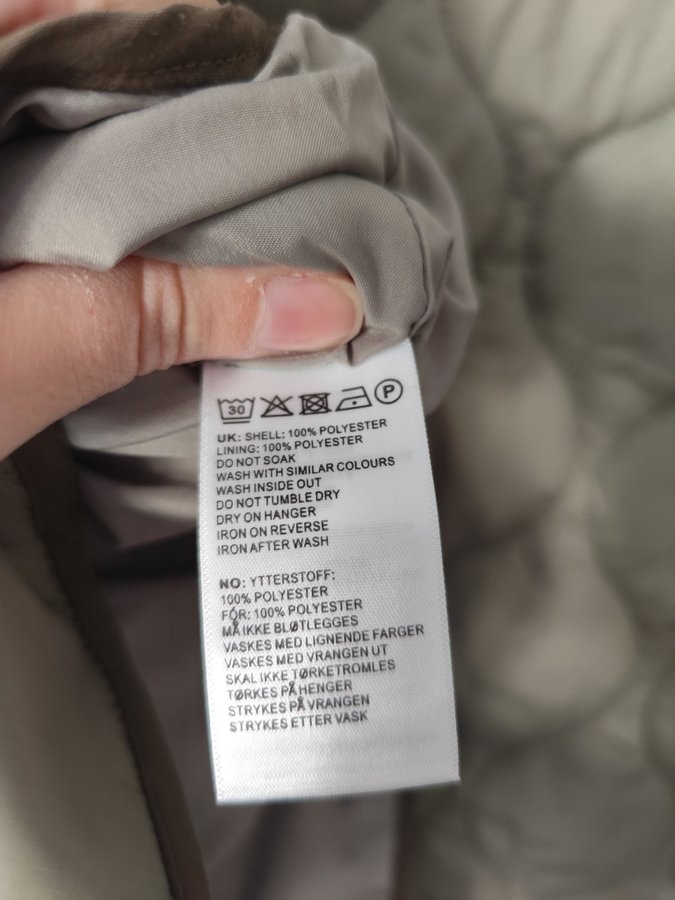 30 P
UK: SHELL: 100% POLYESTER
LINING: 100% POLYESTER
DO NOT SOAK
WASH WITH SIMILAR COLOURS
WASH INSIDE OUT
DO NOT TUMBLE DRY
DRY ON HANGER
IRON ON REVERSE
IRON AFTER WASH
NO: YTTERSTOFF:
100% POLYESTER
FÓR: 100% POLYESTER
MÅ IKKE BLØTLEGGES
VASKES MED LIGNENDE FARGER
VASKES MED VRANGEN UT
SKAL IKKE TØRKETROMLES
TØRKES PÅ HENGER
STRYKES PÅ VRANGEN
STRYKES ETTER VASK